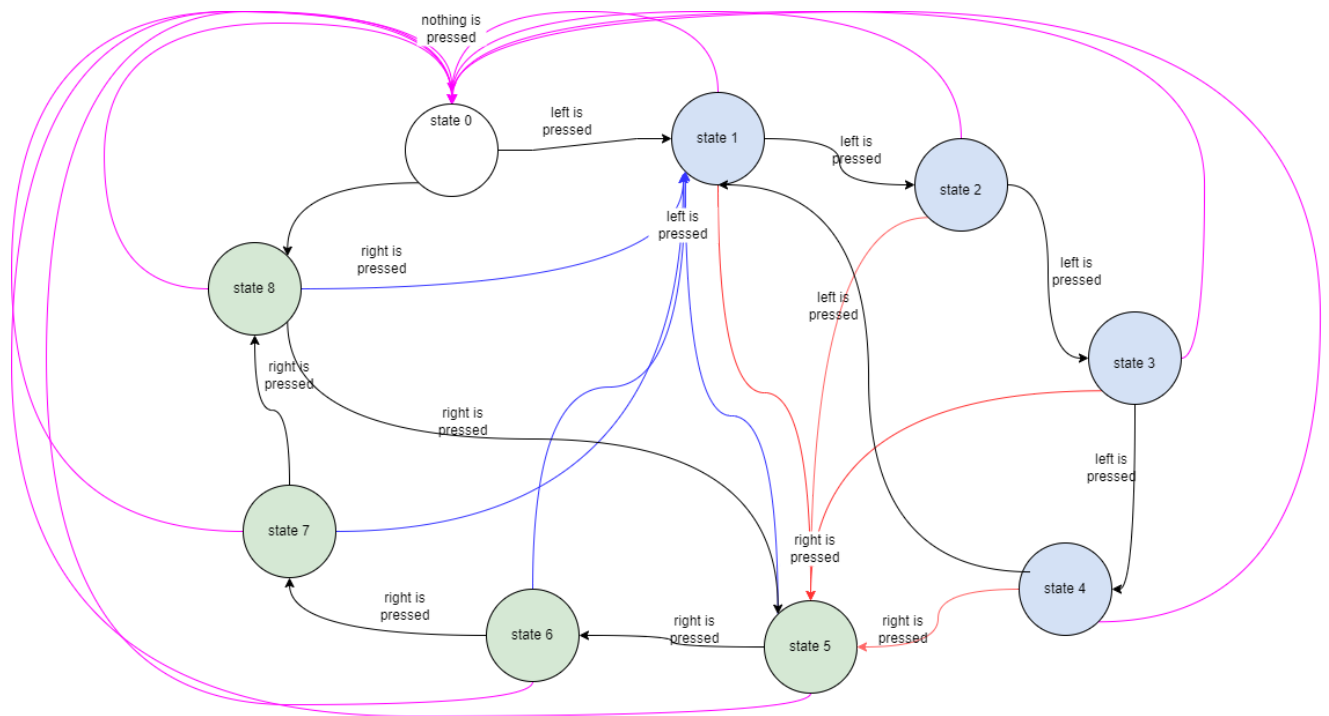 nothing is
pressed
state 0
left is
pressed
state 1
left is
pressed
state 2
left is
pressed
right is
pressed
left is
pressed
state 8
left is
pressed
state 3
right is
pressed
right is
pressed
left is
pressed
state 7
right is
pressed
state 4
right is
pressed
state 6
right is
pressed
state 5
right is
pressed